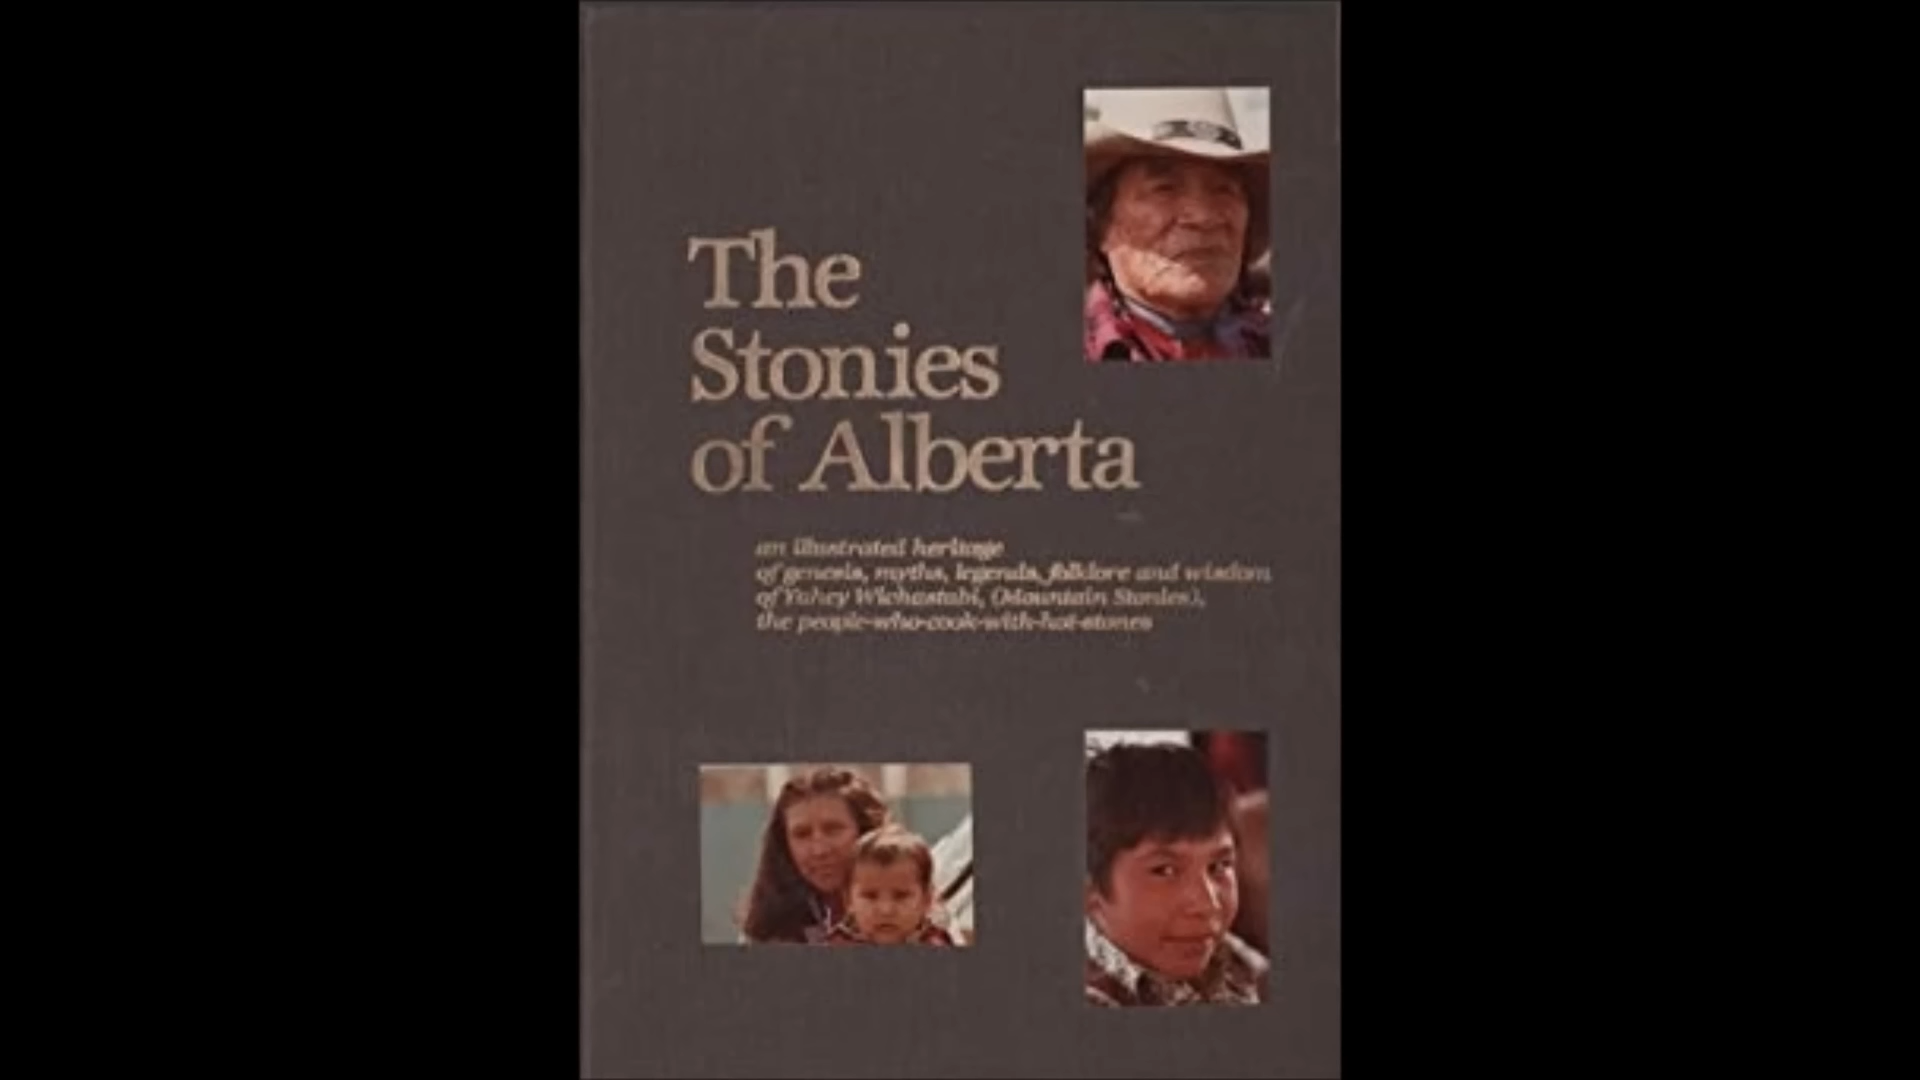 The
Stonies
of Alberta
an illustrated heritage
of genesis, myths, legends, folklore and wisdom
of Yahey Wichastabi, (Mountain Stonies),
the people-who-cook-with-hot-stones